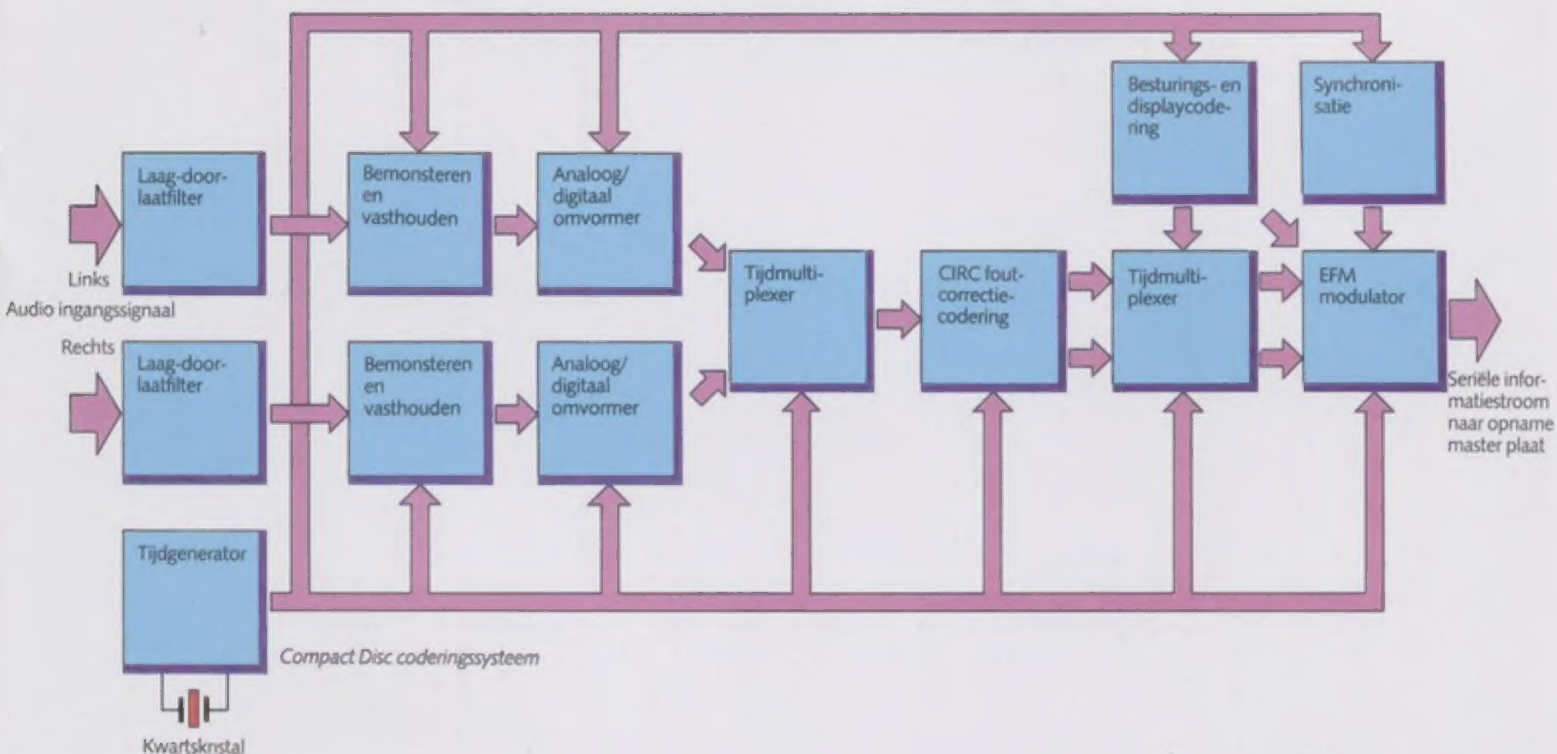 Besturings- en
displaycode-
ring
Synchroni-
satie
Laag-door-
laatfilter
Bemonsteren
en
vasthouden
Analoog/
digitaal
omvormer
Links
Audio ingangssignaal
Rechts
Tijdmulti-
plexer
CIRC fout-
correctie-
codering
Tijdmulti-
plexer
EFM
modulator
Laag-door-
laatfilter
Bemonsteren
en
vasthouden
Analoog/
digitaal
omvormer
Seriële infor-
matiestroom
naar opname
master plaat
Tijdgenerator
Compact Disc coderingssysteem
Kwartskristal